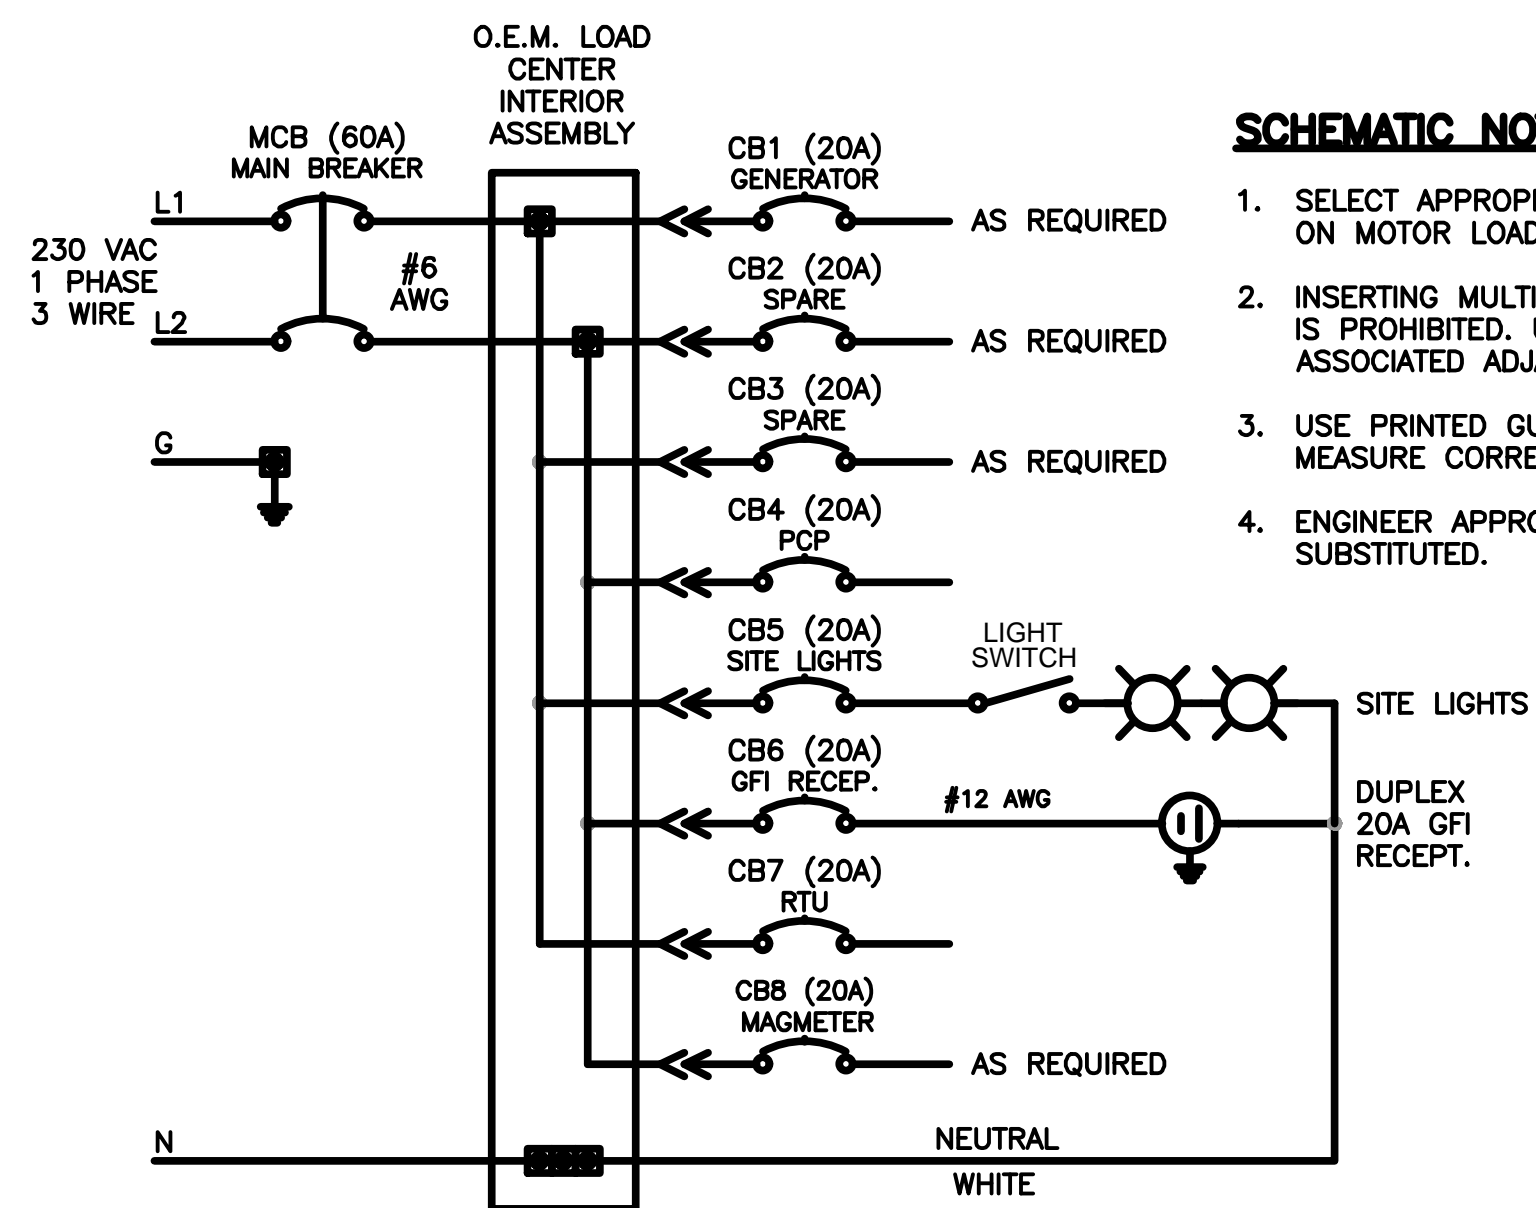 O.E.M. LOAD
CENTER
INTERIOR
ASSEMBLY
MCB (60A)
MAIN BREAKER
L1
230 VAC
1 PHASE
3 WIRE
L2
#6
AWG
G
N
CB1 (20A)
GENERATOR
AS REQUIRED
CB2 (20A)
SPARE
AS REQUIRED
CB3 (20A)
SPARE
AS REQUIRED
CB4 (20A)
PCP
CB5 (20A)
SITE LIGHTS
LIGHT
SWITCH
SITE LIGHTS
CB6 (20A)
GFI RECEP.
#12 AWG
DUPLEX
20A GFI
RECEPT.
CB7 (20A)
RTU
CB8 (20A)
MAGMETER
AS REQUIRED
NEUTRAL
WHITE
SCHEMATIC
1. SELECT
ON MOTOR LOAD
2. INSERTING
IS PROHIBITED.
ASSOCIATED
3. USE PRINTED
MEASURE
4. ENGINEER
SUBSTITUTED.